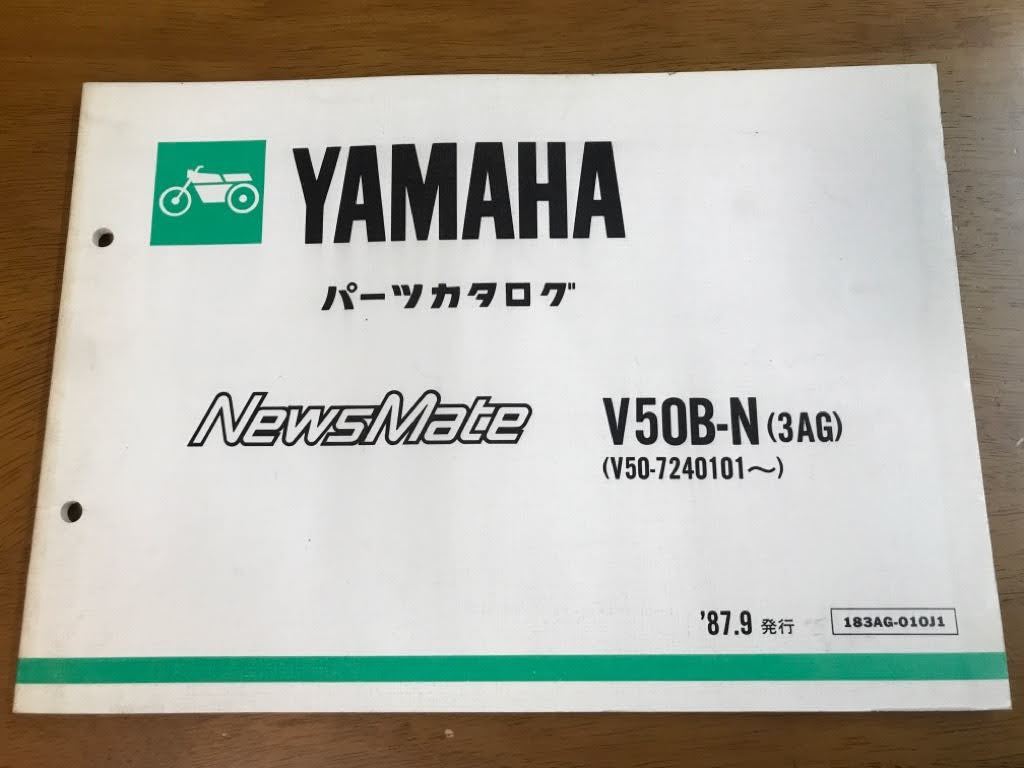 YAMAHA
パーツカタログ
NewsMate
V50B-N (3AG)
(V50-7240101～)
'87.9 発行
183AG-010J1